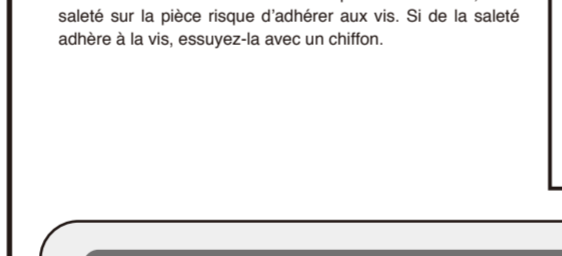 saleté sur la pièce risque d'adhérer aux vis. Si de la saleté
adhère à la vis, essuyez-la avec un chiffon.